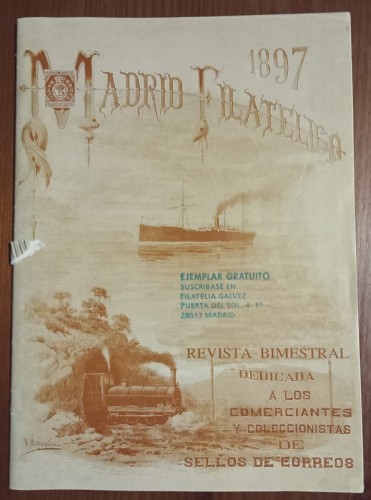 1897
MADRID FILATELICO
EJEMPLAR GRATUITO
SUSCRIBASE EN:
FILATELIA GALVEZ
PUERTA DEL SOL, 4 - 1º
28013 MADRID
REVISTA BIMESTRAL
DEDICADA
A LOS
COMERCIANTES
Y COLECCIONISTAS
DE
SELLOS DE CORREOS